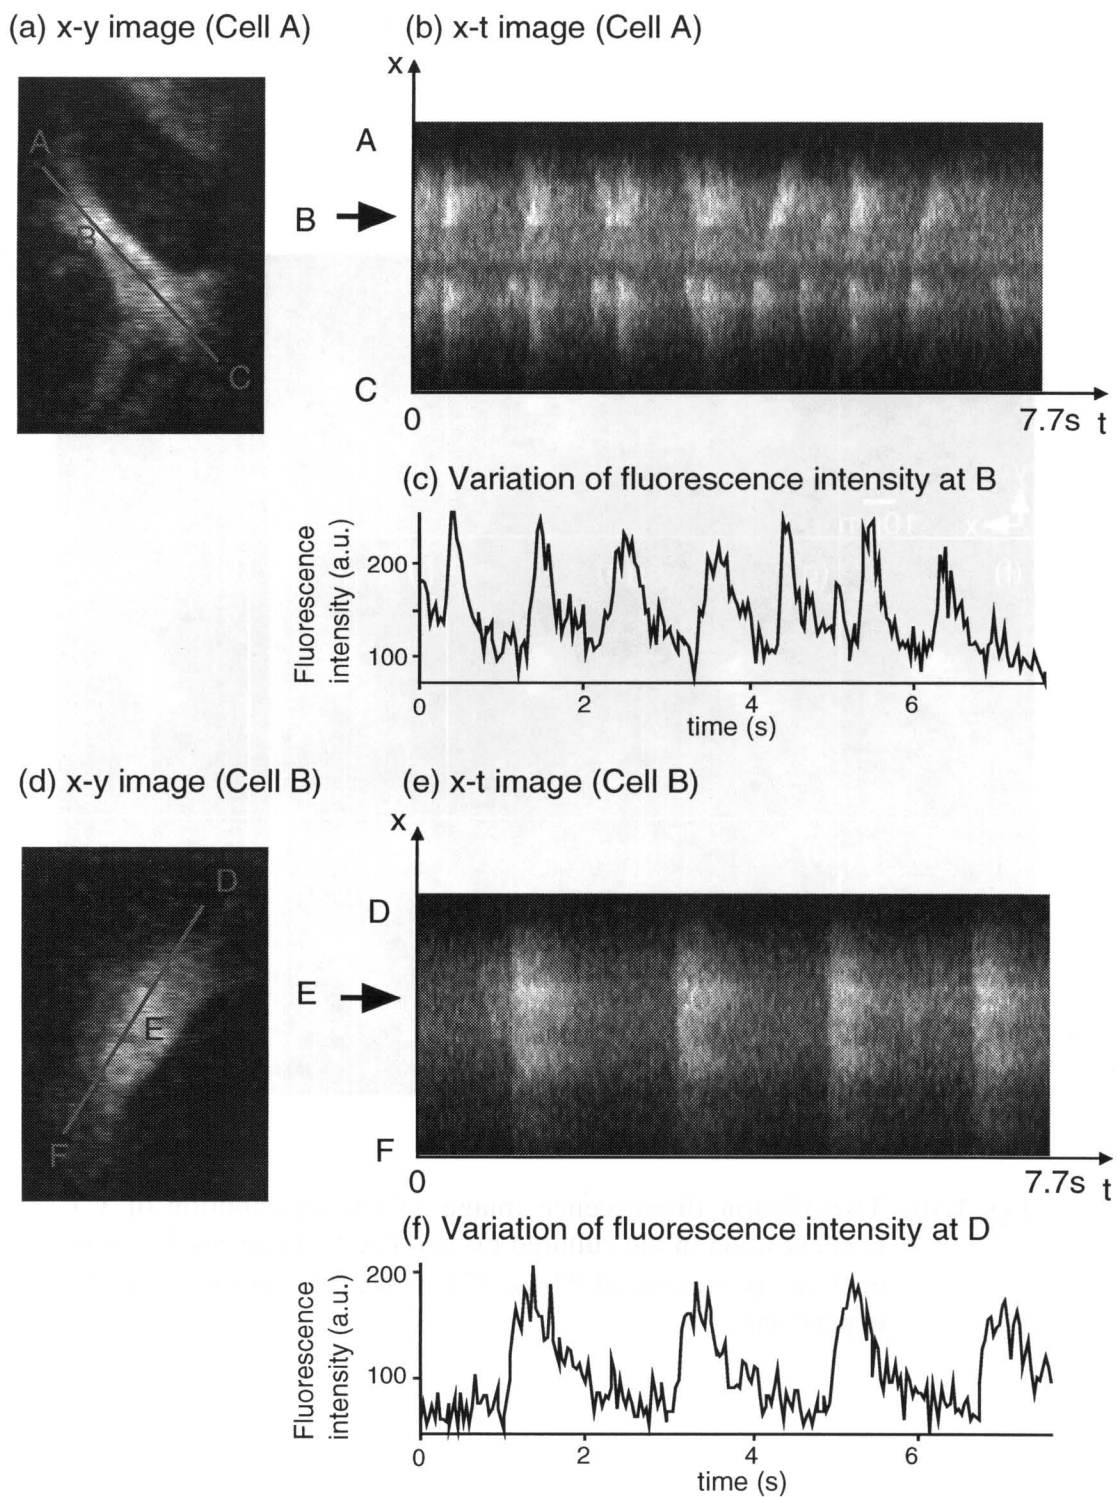 (a) x-y image (Cell A)
(b) x-t image (Cell A)
x
A
A
B
B
C
C
0
7.7s t
(c) Variation of fluorescence intensity at B
Fluorescence
intensity (a.u.)
200
100
0 2 4 6
time (s)
(d) x-y image (Cell B)
(e) x-t image (Cell B)
x
D
D
E
E
F
F
0
7.7s t
(f) Variation of fluorescence intensity at D
Fluorescence
intensity (a.u.)
200
100
0 2 4 6
time (s)